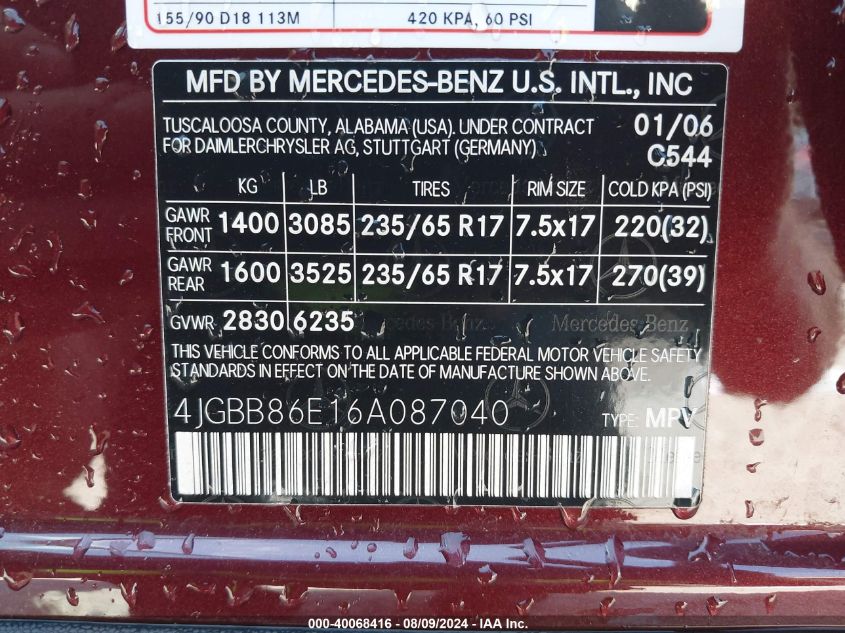 155/90 D18 113M 420 KPA, 60 PSI
MFD BY MERCEDES-BENZ U.S. INTL., INC
TUSCALOOSA COUNTY, ALABAMA (USA). UNDER CONTRACT 01/06
FOR DAIMLERCHRYSLER AG, STUTTGART (GERMANY) C544
KG LB TIRES RIM SIZE COLD KPA (PSI)
GAWR FRONT 1400 3085 235/65 R17 7.5x17 220(32)
GAWR REAR 1600 3525 235/65 R17 7.5x17 270(39)
GVWR 2830 6235 Mercedes-Benz Mercedes-Benz
THIS VEHICLE CONFORMS TO ALL APPLICABLE FEDERAL MOTOR VEHICLE SAFETY
STANDARDS IN EFFECT ON THE DATE OF MANUFACTURE SHOWN ABOVE.
4JGBB86E16A087040 TYPE: MPV
000-40068416 - 08/09/2024 - IAA Inc.